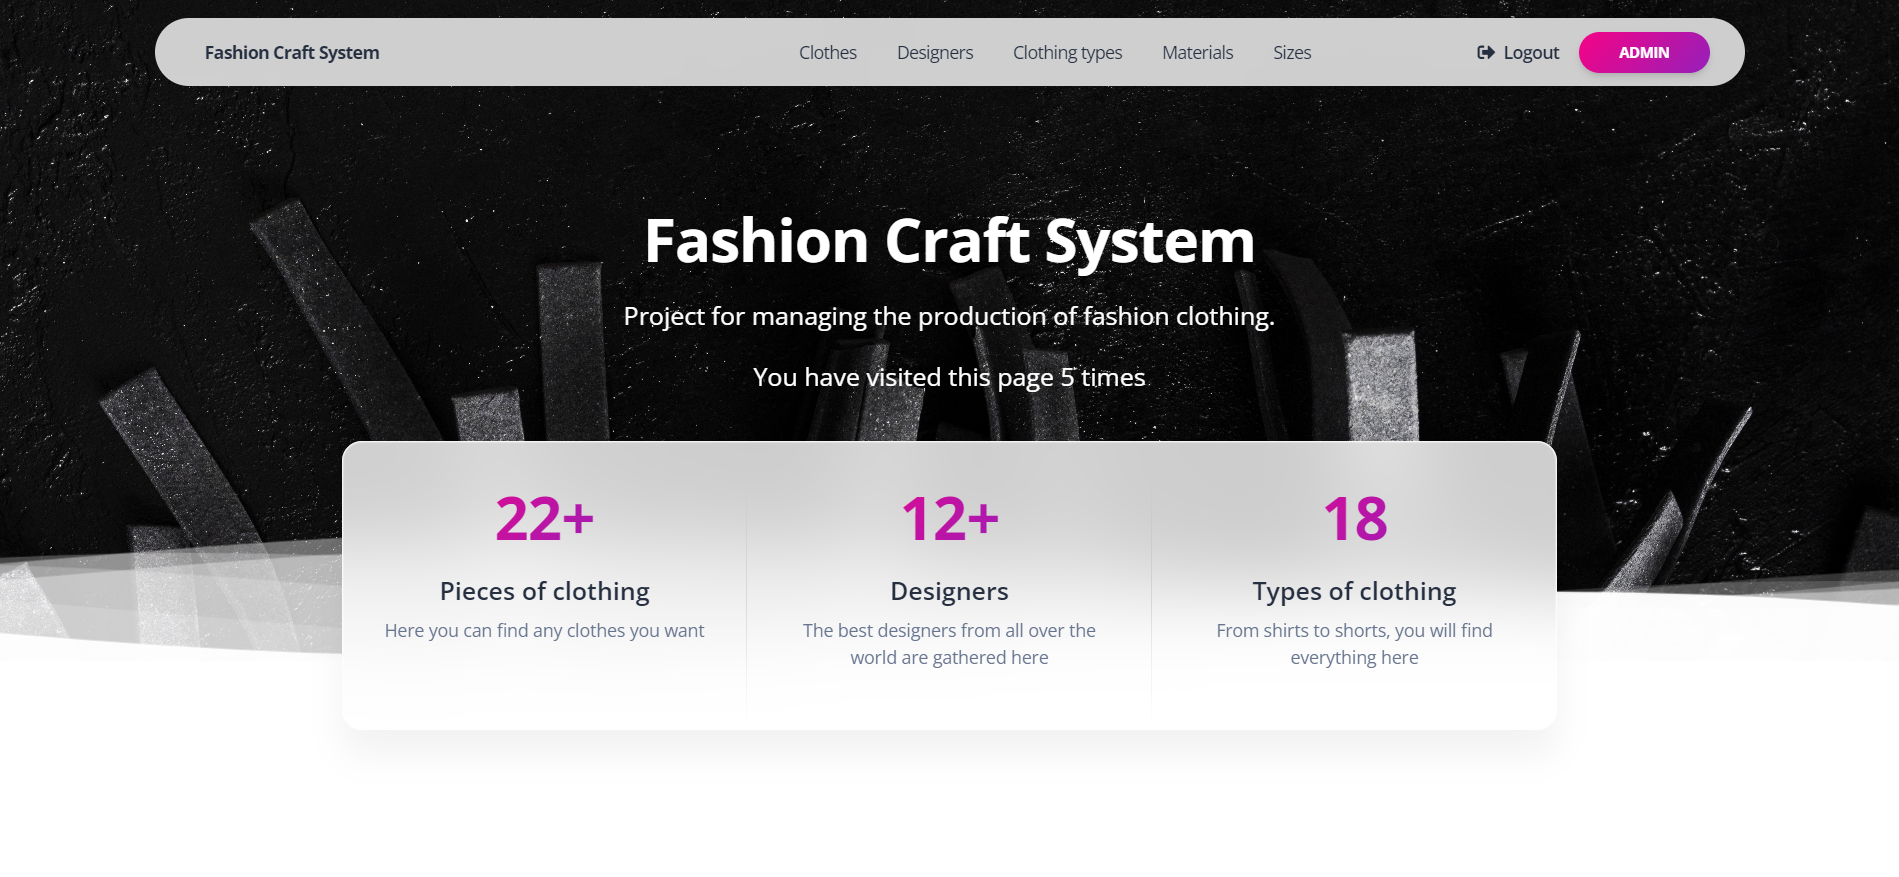 Fashion Craft System
Clothes
Designers
Clothing types
Materials
Sizes
Logout
ADMIN
Fashion Craft System
Project for managing the production of fashion clothing.
You have visited this page 5 times
22+
Pieces of clothing
Here you can find any clothes you want
12+
Designers
The best designers from all over the
world are gathered here
18
Types of clothing
From shirts to shorts, you will find
everything here